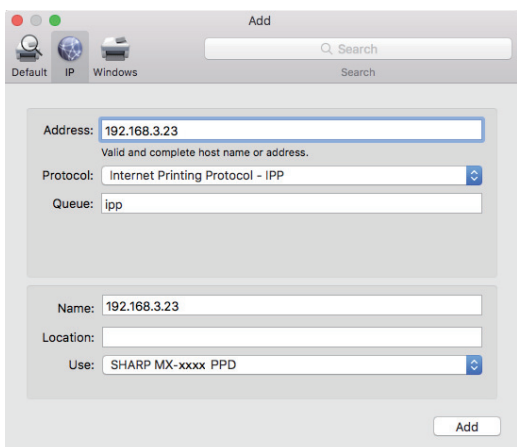 Add
Search
Default IP Windows Search
Address: 192.168.3.23
Valid and complete host name or address.
Protocol: Internet Printing Protocol - IPP
Queue: ipp
Name: 192.168.3.23
Location:
Use: SHARP MX-xxxx PPD
Add